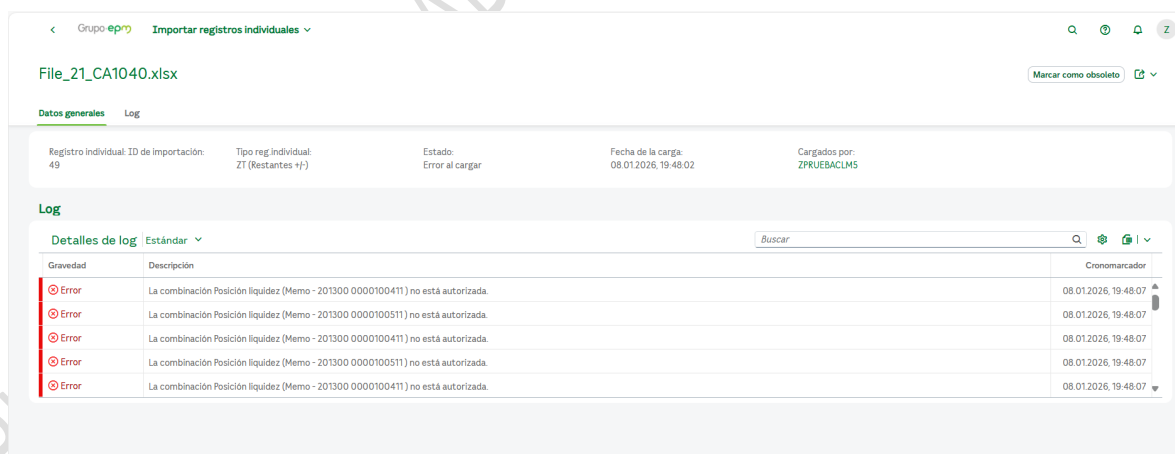 Grupo·epm Importar registros individuales Z
File_21_CA1040.xlsx Marcar como obsoleto
Datos generales Log
Registro individual: ID de importación: Tipo reg.individual: Estado: Fecha de la carga: Cargados por:
49 ZT (Restantes +/-) Error al cargar 08.01.2026, 19:48:02 ZPRUEBACLM5
Log
Detalles de log Estándar Buscar
Gravedad Descripción Cronomarcador
Error La combinación Posición liquidez (Memo - 201300 0000100411 ) no está autorizada. 08.01.2026, 19:48:07
Error La combinación Posición liquidez (Memo - 201300 0000100511 ) no está autorizada. 08.01.2026, 19:48:07
Error La combinación Posición liquidez (Memo - 201300 0000100411 ) no está autorizada. 08.01.2026, 19:48:07
Error La combinación Posición liquidez (Memo - 201300 0000100511 ) no está autorizada. 08.01.2026, 19:48:07
Error La combinación Posición liquidez (Memo - 201300 0000100411 ) no está autorizada. 08.01.2026, 19:48:07